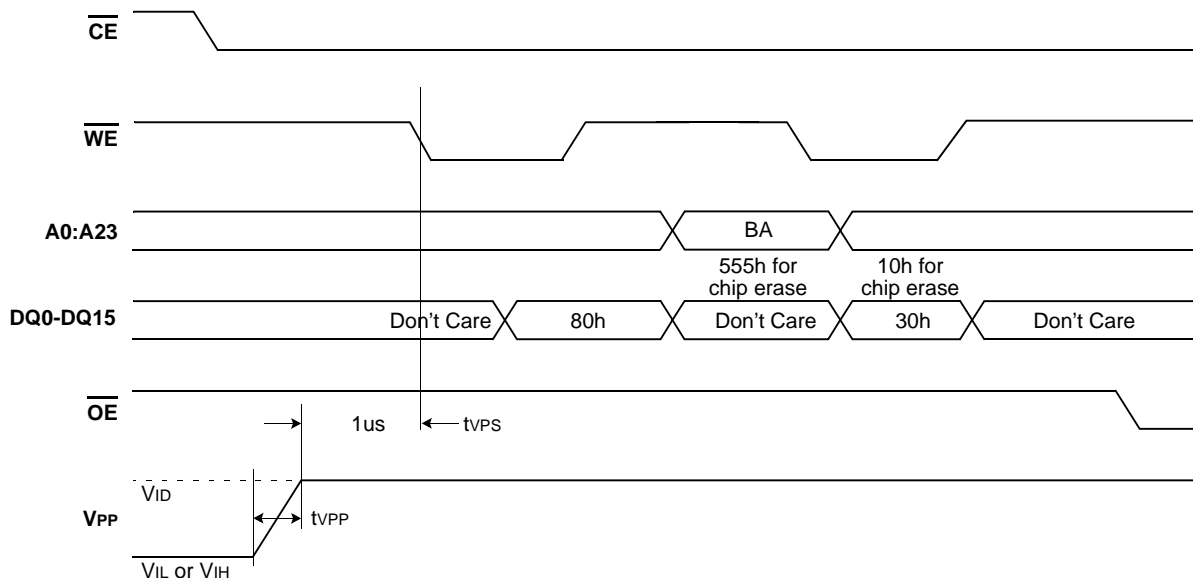 CE
WE
A0:A23
BA
555h for
chip erase
10h for
chip erase
DQ0-DQ15
Don't Care
80h
Don't Care
30h
Don't Care
OE
1us
tVPS
VID
VPP
tVPP
VIL or VIH